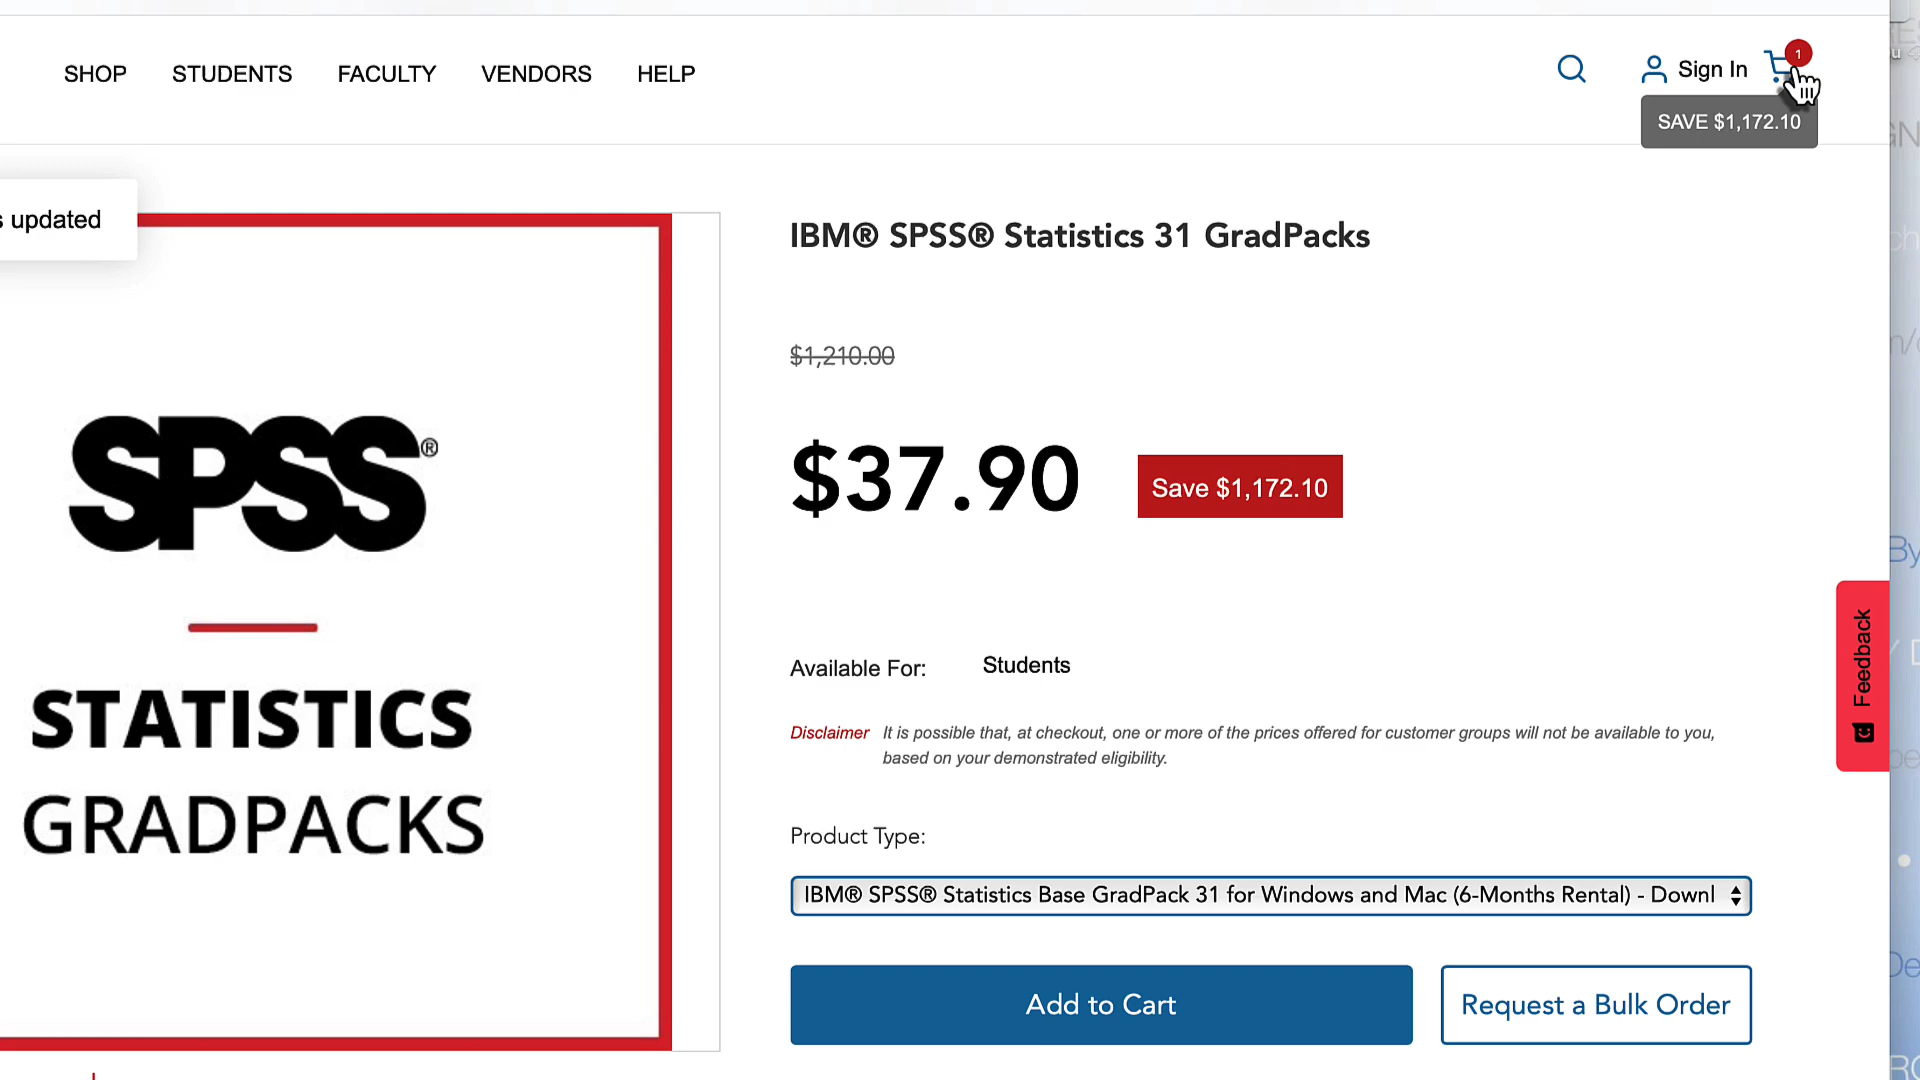 SHOP STUDENTS FACULTY VENDORS HELP
Sign In
1
SAVE $1,172.10
updated
IBM® SPSS® Statistics 31 GradPacks
$1,210.00
$37.90
Save $1,172.10
SPSS®
STATISTICS
GRADPACKS
Available For: Students
Disclaimer It is possible that, at checkout, one or more of the prices offered for customer groups will not be available to you,
based on your demonstrated eligibility.
Feedback
Product Type:
IBM® SPSS® Statistics Base GradPack 31 for Windows and Mac (6-Months Rental) - Downl
Add to Cart
Request a Bulk Order
By